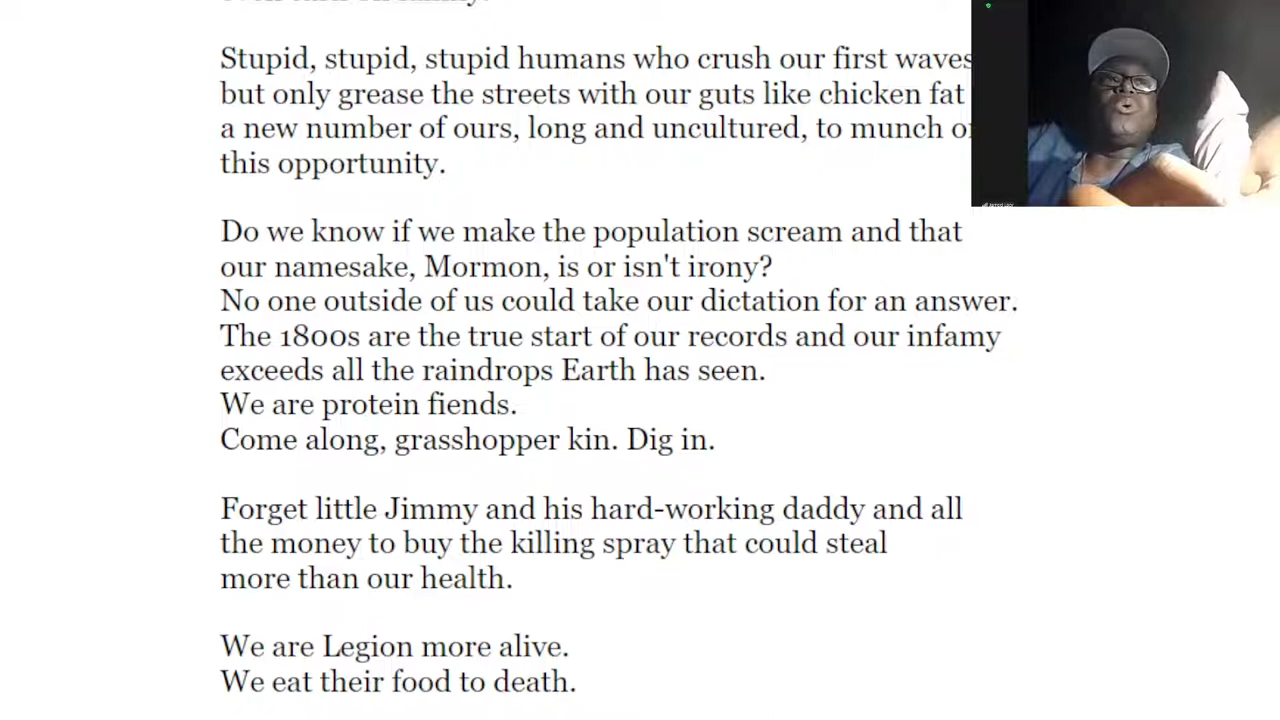 Stupid, stupid, stupid humans who crush our first waves
but only grease the streets with our guts like chicken fat
a new number of ours, long and uncultured, to munch
this opportunity.
Do we know if we make the population scream and that
our namesake, Mormon, is or isn't irony?
No one outside of us could take our dictation for an answer.
The 1800s are the true start of our records and our infamy
exceeds all the raindrops Earth has seen.
We are protein fiends.
Come along, grasshopper kin. Dig in.
Forget little Jimmy and his hard-working daddy and all
the money to buy the killing spray that could steal
more than our health.
We are Legion more alive.
We eat their food to death.